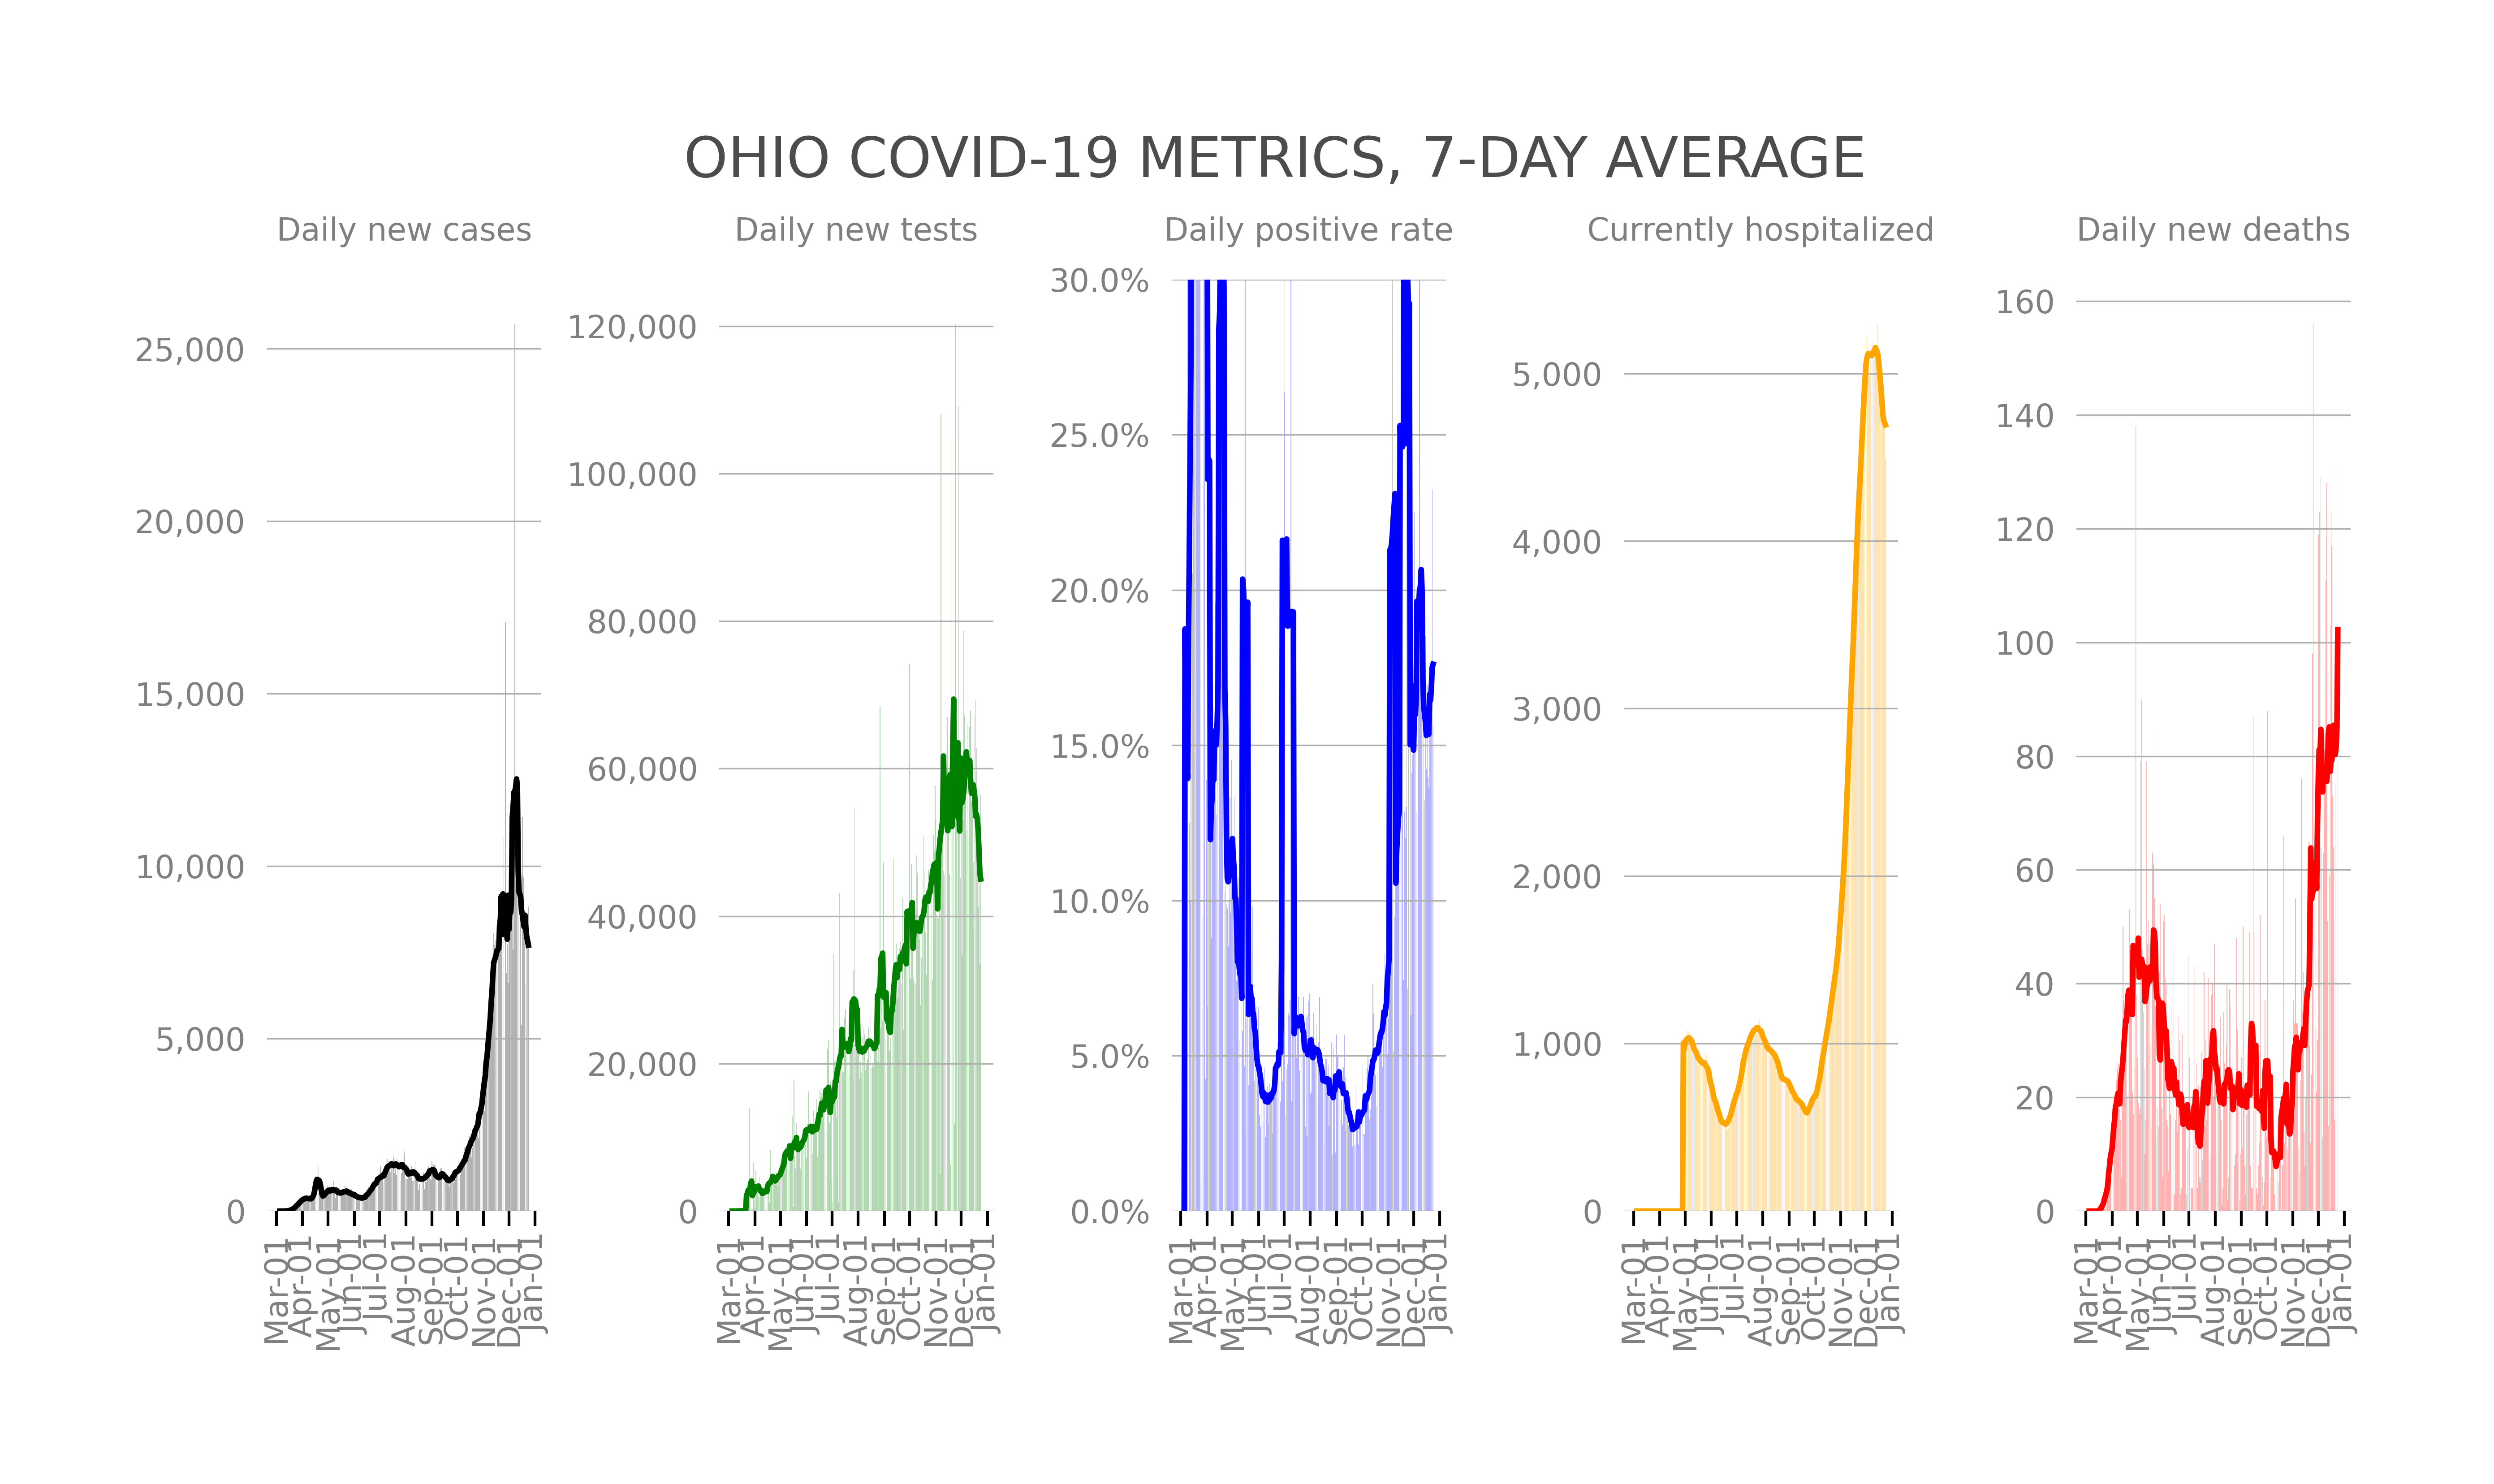 OHIO COVID-19 METRICS, 7-DAY AVERAGE
Daily new cases
25,000
20,000
15,000
10,000
5,000
0
Mar-01
Apr-01
May-01
Jun-01
Jul-01
Aug-01
Sep-01
Oct-01
Nov-01
Dec-01
Jan-01
Daily new tests
120,000
100,000
80,000
60,000
40,000
20,000
0
Mar-01
Apr-01
May-01
Jun-01
Jul-01
Aug-01
Sep-01
Oct-01
Nov-01
Dec-01
Jan-01
Daily positive rate
30.0%
25.0%
20.0%
15.0%
10.0%
5.0%
0.0%
Mar-01
Apr-01
May-01
Jun-01
Jul-01
Aug-01
Sep-01
Oct-01
Nov-01
Dec-01
Jan-01
Currently hospitalized
5,000
4,000
3,000
2,000
1,000
0
Mar-01
Apr-01
May-01
Jun-01
Jul-01
Aug-01
Sep-01
Oct-01
Nov-01
Dec-01
Jan-01
Daily new deaths
160
140
120
100
80
60
40
20
0
Mar-01
Apr-01
May-01
Jun-01
Jul-01
Aug-01
Sep-01
Oct-01
Nov-01
Dec-01
Jan-01